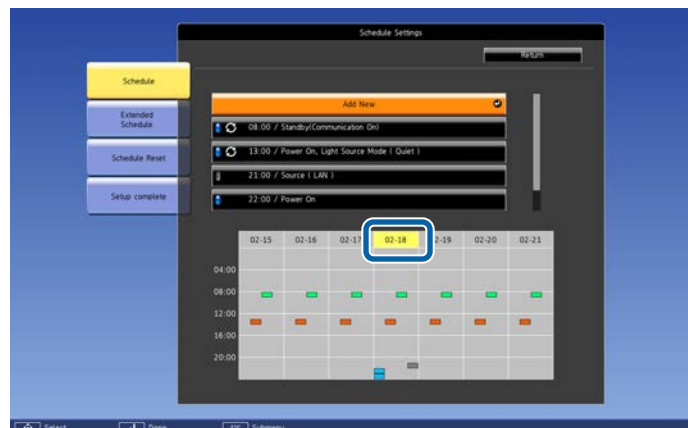 Schedule Settings
Return
Schedule
Extended
Schedule
Schedule Reset
Setup complete
Add New
08:00 / Standby(Communication On)
13:00 / Power On, Light Source Mode ( Quiet )
21:00 / Source ( LAN )
22:00 / Power On
02-15 02-16 02-17 02-18 02-19 02-20 02-21
04:00
08:00
12:00
16:00
20:00
Select Done Submenu